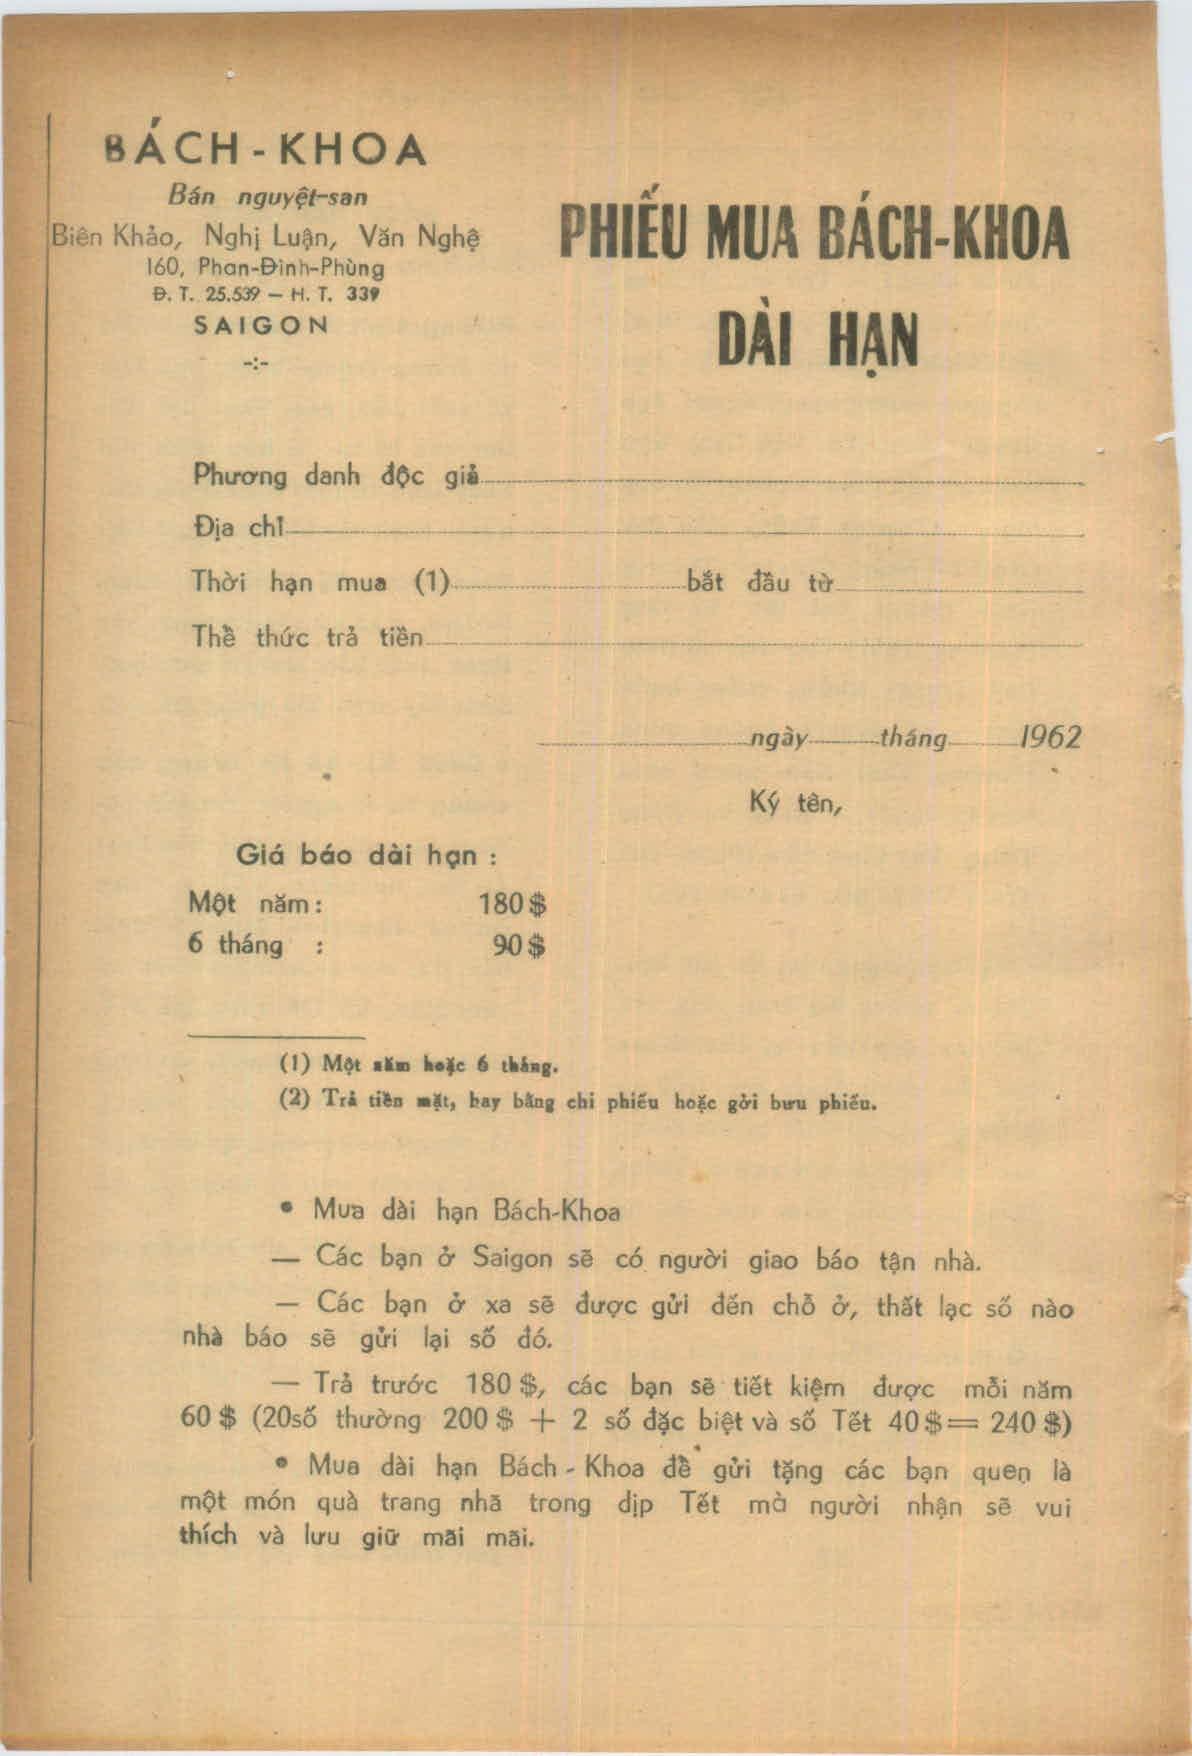 BÁCH-KHOA
Bán nguyệt-san
Biên Khảo, Nghị Luận, Văn Nghệ
160, Phan-Đình-Phùng
Đ. T. 25.539 — H. T. 339
SAIGON
-:-
PHIẾU MUA BÁCH-KHOA
DÀI HẠN
Phương danh độc giả
Địa chỉ
Thời hạn mua (1) bắt đầu từ
Thể thức trả tiền
ngày tháng 1962
Ký tên,
Giá báo dài hạn :
Một năm : 180 $
6 tháng : 90 $
(1) Một năm hoặc 6 tháng.
(2) Trả tiền mặt, hay bằng chi phiếu hoặc gởi bưu phiếu.
• Mua dài hạn Bách-Khoa
— Các bạn ở Saigon sẽ có người giao báo tận nhà.
— Các bạn ở xa sẽ được gửi đến chỗ ở, thất lạc số nào
nhà báo sẽ gửi lại số đó.
— Trả trước 180 $, các bạn sẽ tiết kiệm được mỗi năm
60 $ (20số thường 200 $ + 2 số đặc biệt và số Tết 40 $ = 240 $)
• Mua dài hạn Bách - Khoa để gửi tặng các bạn quen là
một món quà trang nhã trong dịp Tết mà người nhận sẽ vui
thích và lưu giữ mãi mãi.